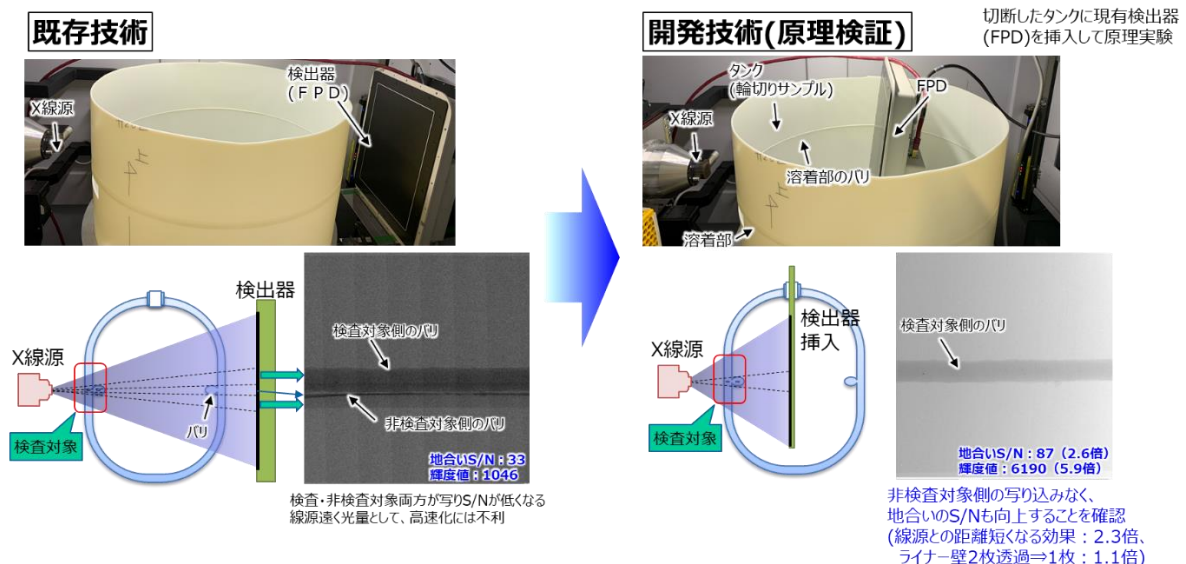 既存技術
X線源
検出器
(FPD)
X線源
検出器
検査対象
バリ
検査対象側のバリ
非検査対象側のバリ
地合いS/N：33
輝度値：1046
検査・非検査対象両方が写りS/Nが低くなる
線源遠く光量として、高速化には不利
開発技術(原理検証)
切断したタンクに現有検出器
(FPD)を挿入して原理実験
タンク
(輪切りサンプル)
FPD
X線源
溶着部のバリ
溶着部
X線源
検出器
挿入
検査対象
検査対象側のバリ
地合いS/N：87（2.6倍）
輝度値：6190（5.9倍）
非検査対象側の写り込みなく、
地合いのS/Nも向上することを確認
(線源との距離短くなる効果：2.3倍、
ライナー壁2枚透過⇒1枚：1.1倍)